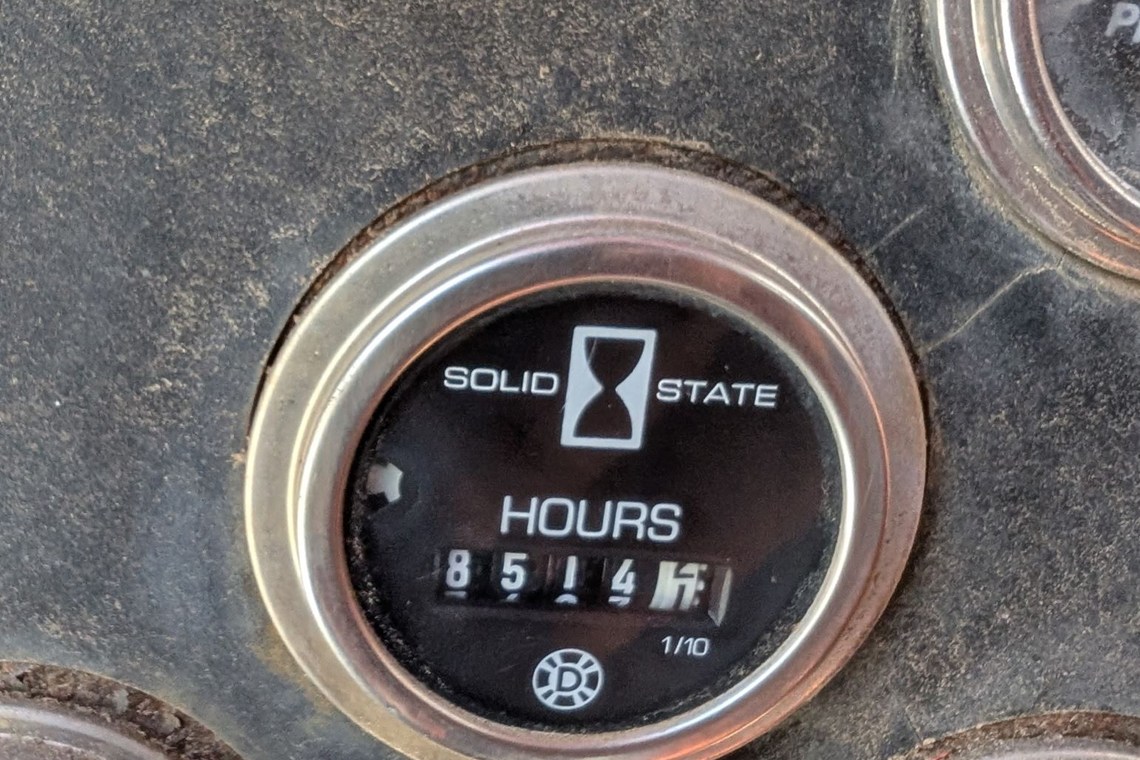 SOLID STATE
HOURS
8514
1/10
D